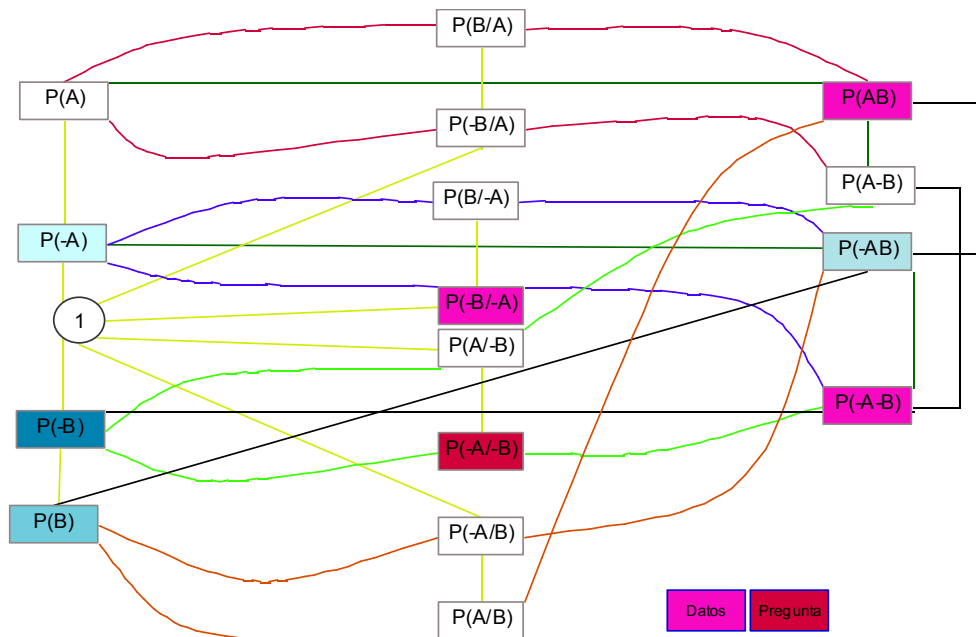 P(B/A)
P(A)
P(AB)
P(-B/A)
P(A-B)
P(B/-A)
P(-A)
P(-AB)
P(-B/-A)
1
P(A/-B)
P(-A-B)
P(-B)
P(-A/-B)
P(B)
P(-A/B)
P(A/B)
Datos
Pregunta